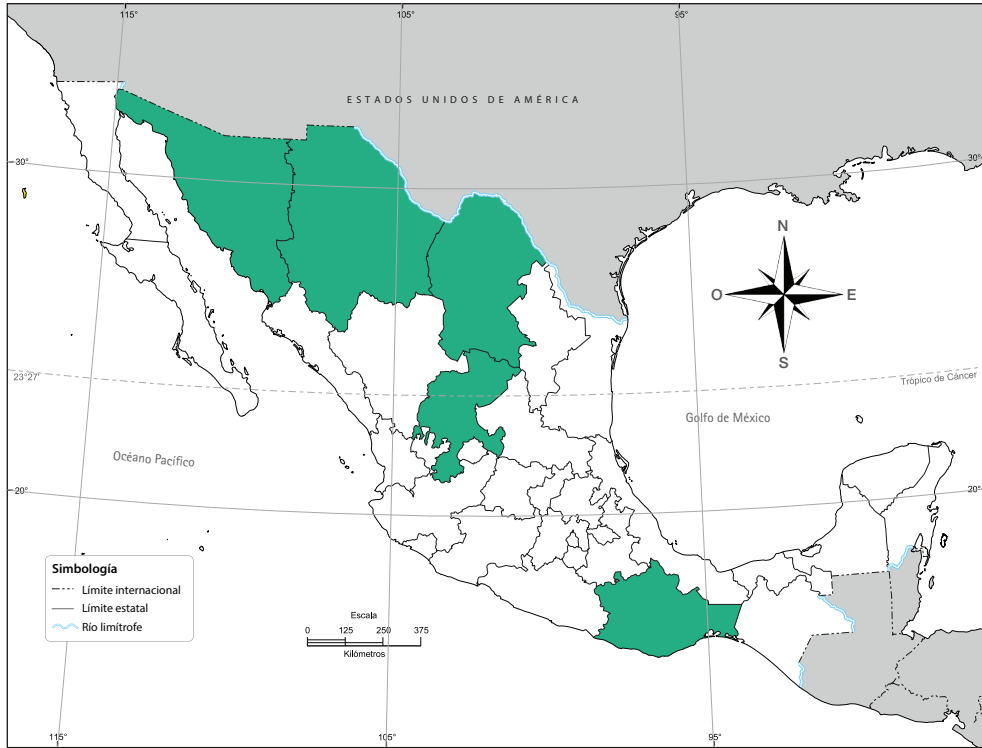 115°
105°
95°
ESTADOS UNIDOS DE AMÉRICA
30°
30°
N
O
E
S
23°27'
Trópico de Cáncer
Golfo de México
Océano Pacífico
20°
20°
Simbología
Límite internacional
Límite estatal
Río limítrofe
Escala
0 125 250 375
Kilómetros
115°
105°
95°